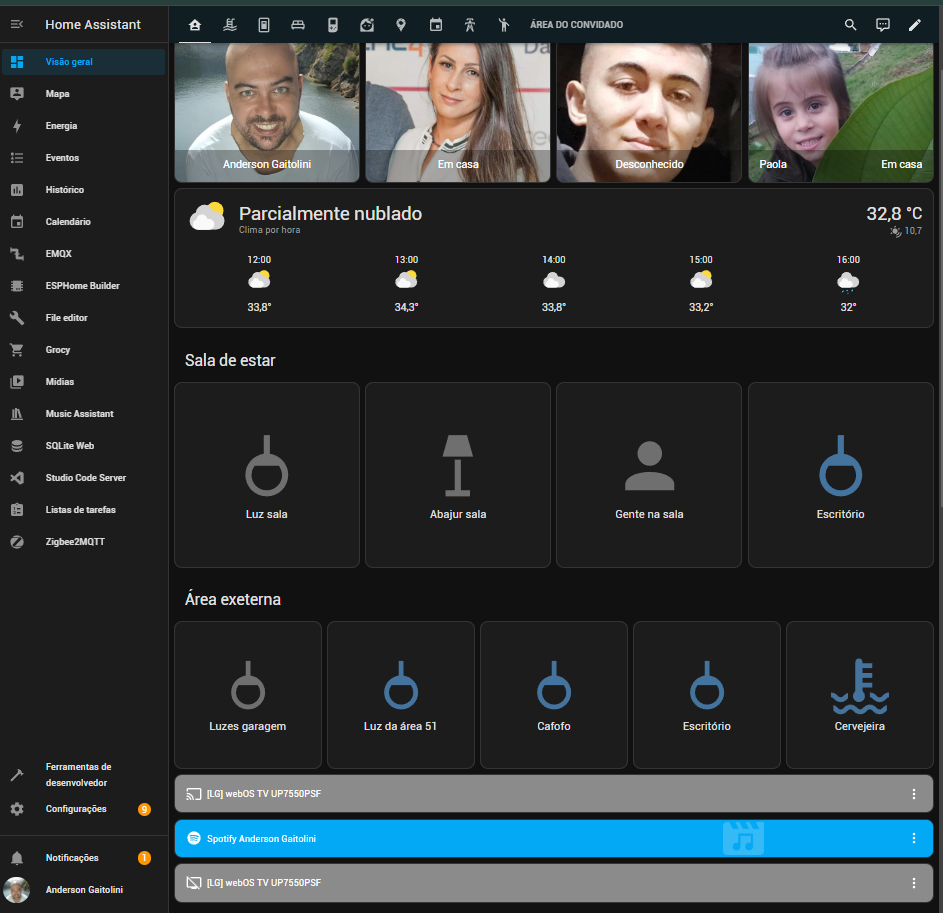 Home Assistant
ÁREA DO CONVIDADO
Visão geral
Mapa
Energia
Eventos
Histórico
Calendário
EMQX
ESPHome Builder
File editor
Grocy
Mídias
Music Assistant
SQLite Web
Studio Code Server
Listas de tarefas
Zigbee2MQTT
Ferramentas de
desenvolvedor
Configurações 9
Notificações 1
Anderson Gaitolini
Anderson Gaitolini
Em casa
Desconhecido
Paola Em casa
Parcialmente nublado 32,8 °C
Clima por hora 10,7
12:00 13:00 14:00 15:00 16:00
33,8° 34,3° 33,8° 33,2° 32°
Sala de estar
Luz sala Abajur sala Gente na sala Escritório
Área exeterna
Luzes garagem Luz da área 51 Cafofo Escritório Cervejeira
[LG] webOS TV UP7550PSF
Spotify Anderson Gaitolini
[LG] webOS TV UP7550PSF